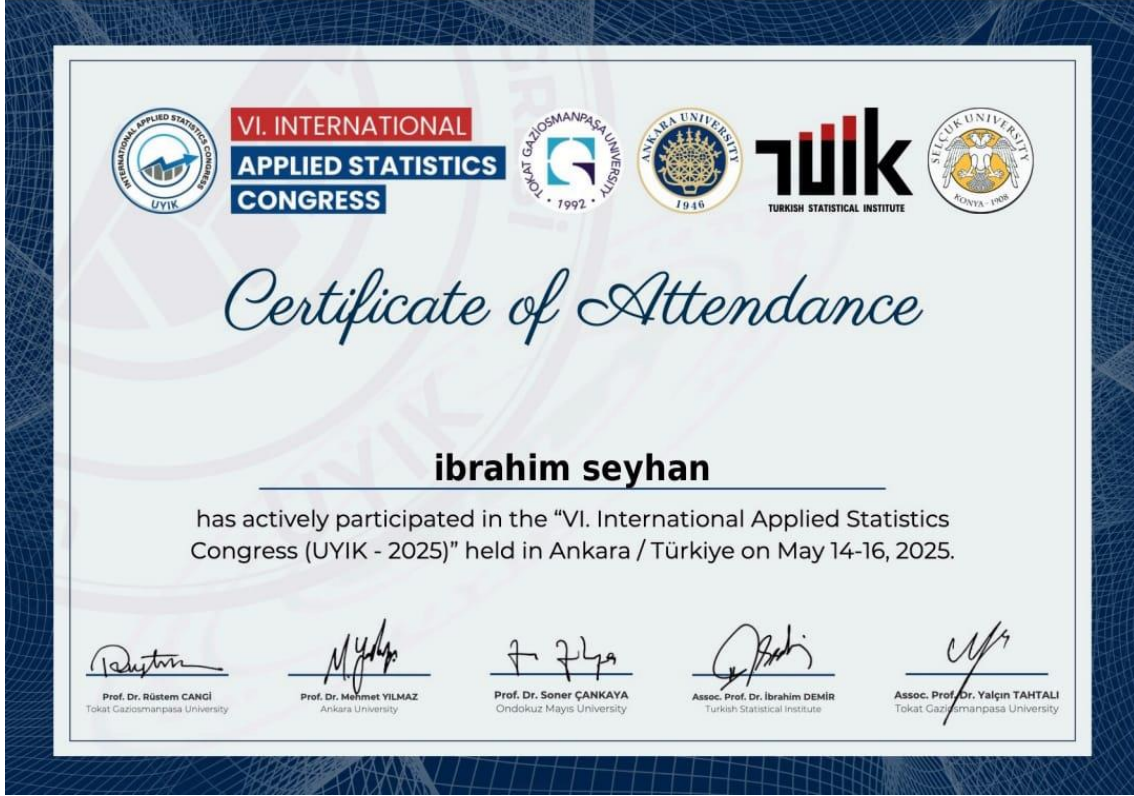 INTERNATIONAL APPLIED STATISTICS CONGRESS
UYIK
VI. INTERNATIONAL
APPLIED STATISTICS
CONGRESS
TOKAT GAZİOSMANPAŞA UNIVERSITY
1992
ANKARA UNIVERSITY
1946
TUİK
TURKISH STATISTICAL INSTITUTE
SELÇUK UNIVERSITY
KONYA - 1908
Certificate of Attendance
UYIK
ibrahim seyhan
has actively participated in the “VI. International Applied Statistics
Congress (UYIK - 2025)” held in Ankara / Türkiye on May 14-16, 2025.
Prof. Dr. Rüstem CANGİ
Tokat Gaziosmanpasa University
Prof. Dr. Mehmet YILMAZ
Ankara University
Prof. Dr. Soner ÇANKAYA
Ondokuz Mayıs University
Assoc. Prof. Dr. İbrahim DEMİR
Turkish Statistical Institute
Assoc. Prof. Dr. Yalçın TAHTALI
Tokat Gaziosmanpasa University